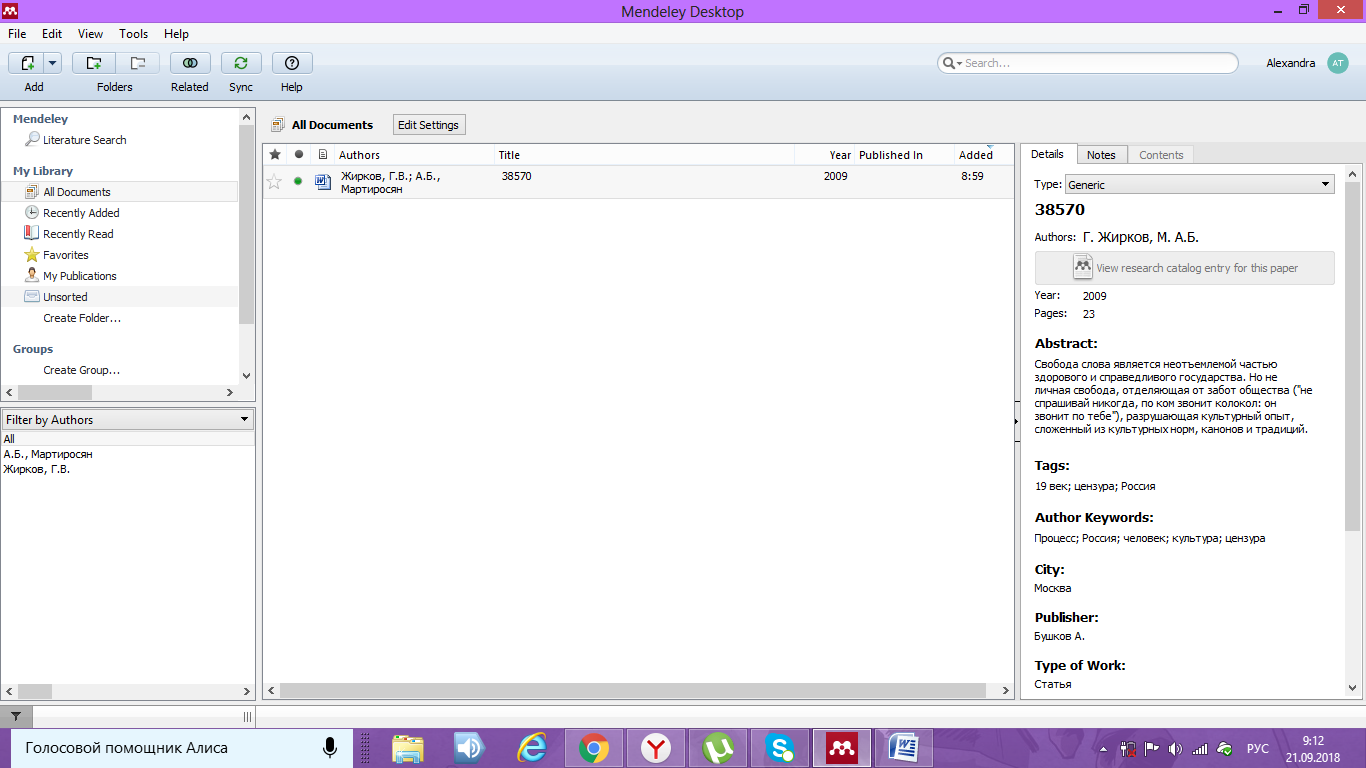 Mendeley Desktop
File Edit View Tools Help
Search...
Alexandra AT
Add Folders Related Sync Help
Mendeley
Literature Search
My Library
All Documents
Recently Added
Recently Read
Favorites
My Publications
Unsorted
Create Folder...
Groups
Create Group...
Filter by Authors
All
А.Б., Мартиросян
Жирков, Г.В.
All Documents Edit Settings
Authors Title Year Published In Added
Жирков, Г.В.; А.Б., 38570 2009 8:59
Мартиросян
Details Notes Contents
Type: Generic
38570
Authors: Г. Жирков, М. А.Б.
View research catalog entry for this paper
Year: 2009
Pages: 23
Abstract:
Свобода слова является неотъемлемой частью
здорового и справедливого государства. Но не
личная свобода, отделяющая от забот общества ("не
спрашивай никогда, по ком звонит колокол: он
звонит по тебе"), разрушающая культурный опыт,
сложенный из культурных норм, канонов и традиций.
Tags:
19 век; цензура; Россия
Author Keywords:
Процесс; Россия; человек; культура; цензура
City:
Москва
Publisher:
Бушков А.
Type of Work:
Статья
Голосовой помощник Алиса
РУС
9:12
21.09.2018